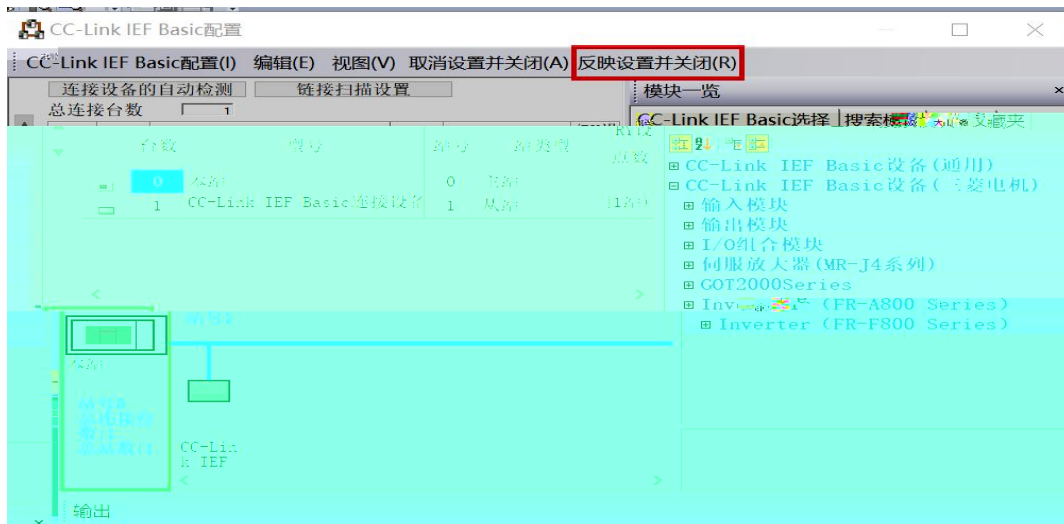 CC-Link IEF Basic配置
CC-Link IEF Basic配置(I) 编辑(E) 视图(V) 取消设置并关闭(A) 反映设置并关闭(R)
连接设备的自动检测 链接扫描设置
模块一览
总连接台数 1
CC-Link IEF Basic选择 搜索模块
台数 型号 站号 站类型 点数
CC-Link IEF Basic设备(通用)
CC-Link IEF Basic设备(三菱电机)
0 本站 0 主站
1 CC-Link IEF Basic连接设备 1 从站
输入模块
输出模块
I/O组合模块
伺服放大器(MR-J4系列)
GOT2000Series
(FR-A800 Series)
Inverter (FR-F800 Series)
本站
CC-Lin
k IEF
输出